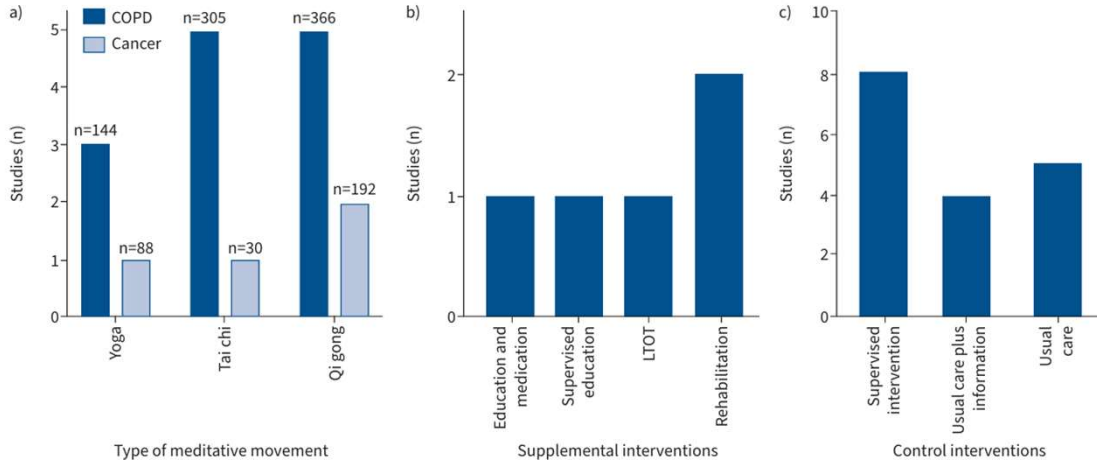 a)
COPD
Cancer
n=144
n=88
n=305
n=30
n=366
n=192
5
4
3
2
1
0
Studies (n)
Yoga
Tai chi
Qi gong
Type of meditative movement
b)
2
1
0
Studies (n)
Education and
medication
Supervised
education
LTOT
Rehabilitation
Supplemental interventions
c)
10
8
6
4
2
0
Studies (n)
Supervised
intervention
Usual care plus
information
Usual
care
Control interventions